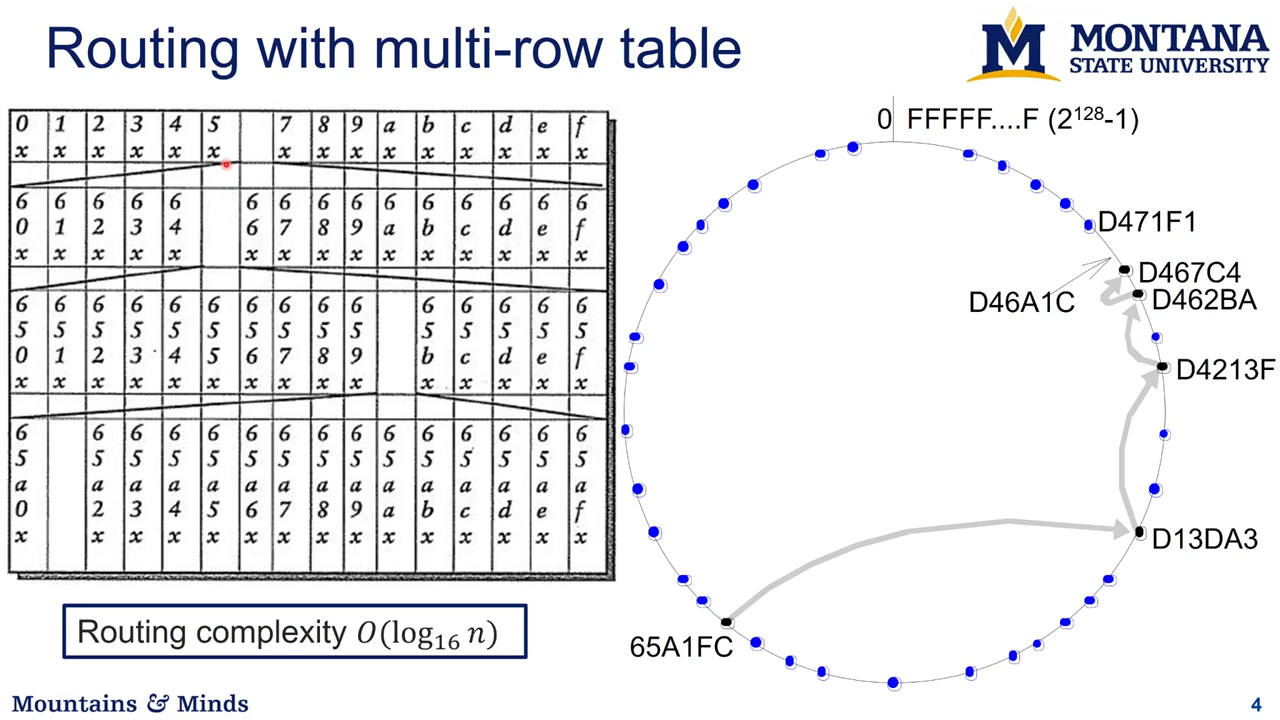 Routing with multi-row table
MONTANA
STATE UNIVERSITY
0 1 2 3 4 5 7 8 9 a b c d e f
x x x x x x x x x x x x x x x
6 6 6 6 6 6 6 6 6 6 6 6 6 6 6
0 1 2 3 4 6 7 8 9 a b c d e f
x x x x x x x x x x x x x x x
6 6 6 6 6 6 6 6 6 6 6 6 6 6 6
5 5 5 5 5 5 5 5 5 5 5 5 5 5 5
0 1 2 3 4 5 6 7 8 9 b c d e f
x x x x x x x x x x x x x x x
6 6 6 6 6 6 6 6 6 6 6 6 6 6 6
5 5 5 5 5 5 5 5 5 5 5 5 5 5 5
a a a a a a a a a a a a a a a
0 2 3 4 5 6 7 8 9 a b c d e f
x x x x x x x x x x x x x x x
Routing complexity O(log₁₆ n)
0 FFFFF....F (2¹²⁸-1)
D471F1
D467C4
D46A1C
D462BA
D4213F
D13DA3
65A1FC
Mountains & Minds
4